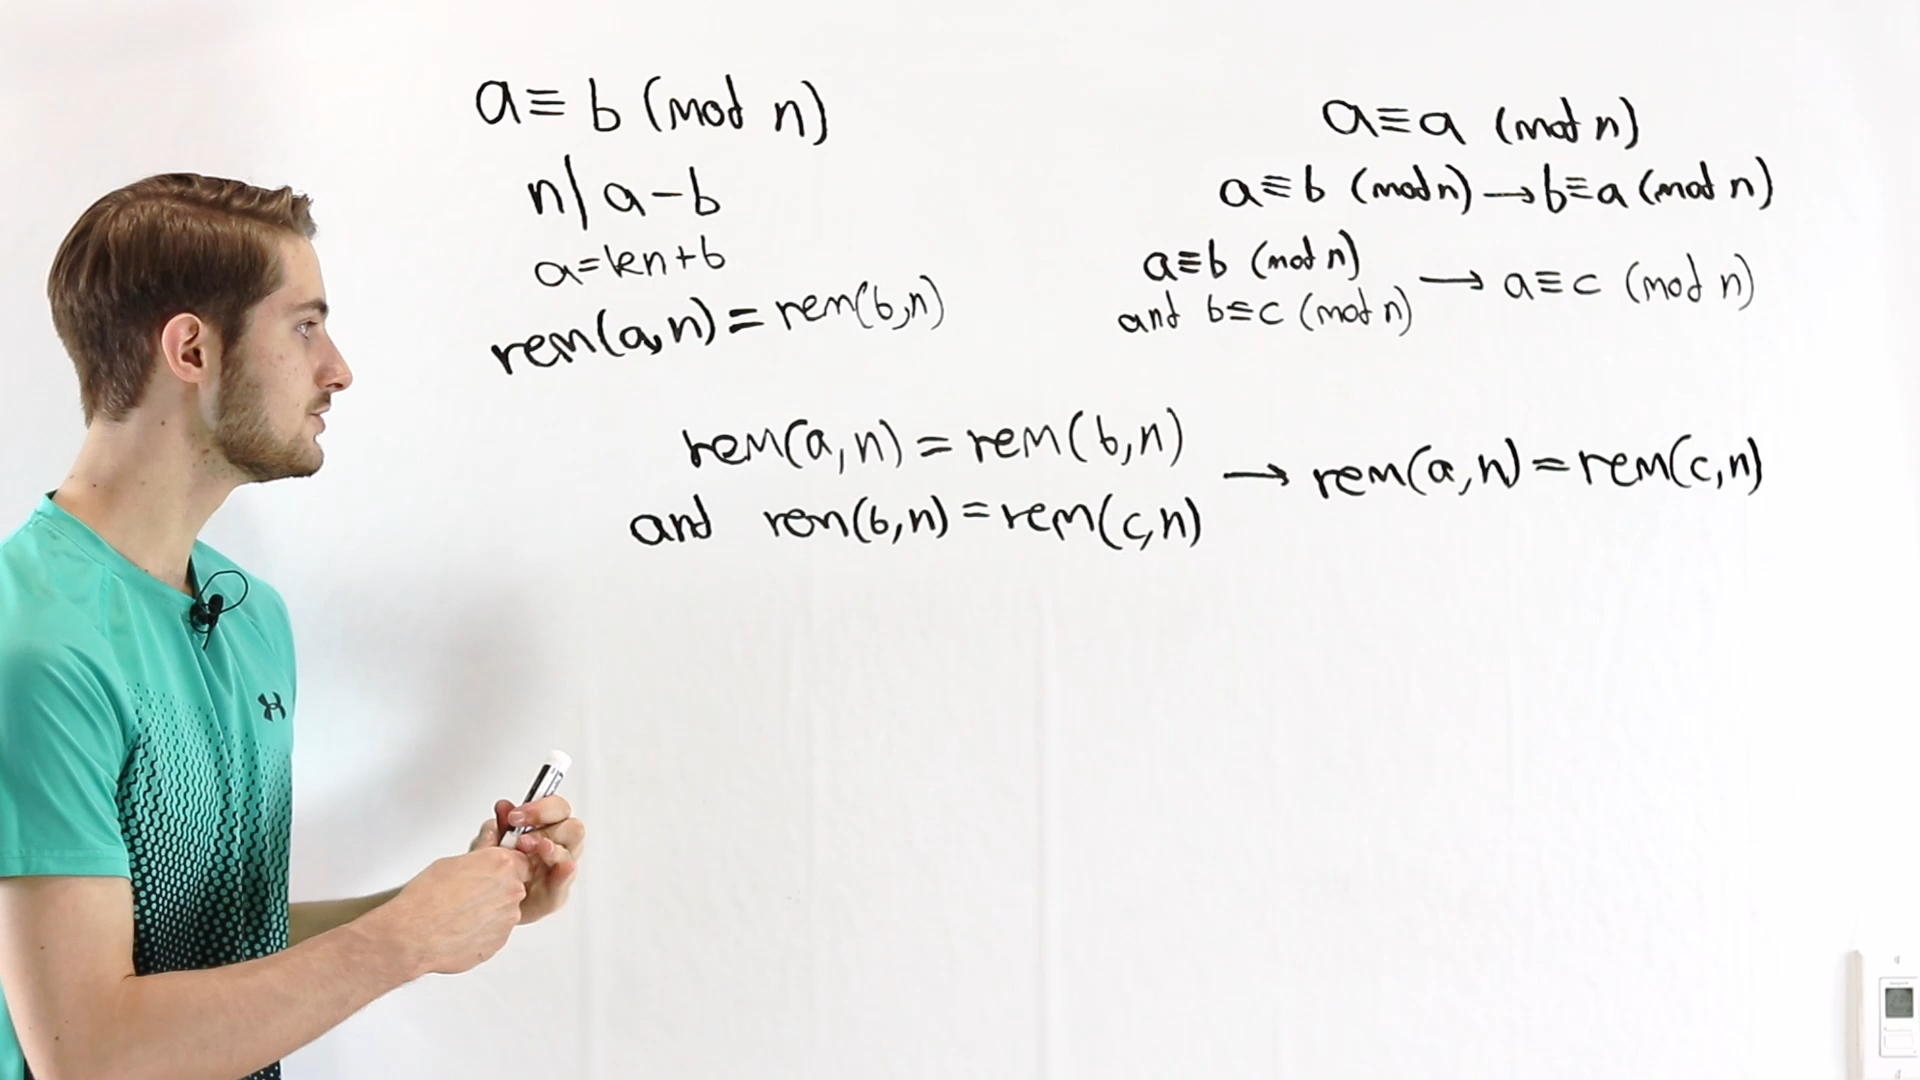 a≡ b (mod n)
n | a-b
a=kn+b
rem(a,n)=rem(b,n)
a≡a (mod n)
a≡b (mod n)→b≡a (mod n)
a≡b (mod n)
and b≡c (mod n) → a≡c (mod n)
rem(a,n)=rem(b,n)
and rem(b,n)=rem(c,n) → rem(a,n)=rem(c,n)